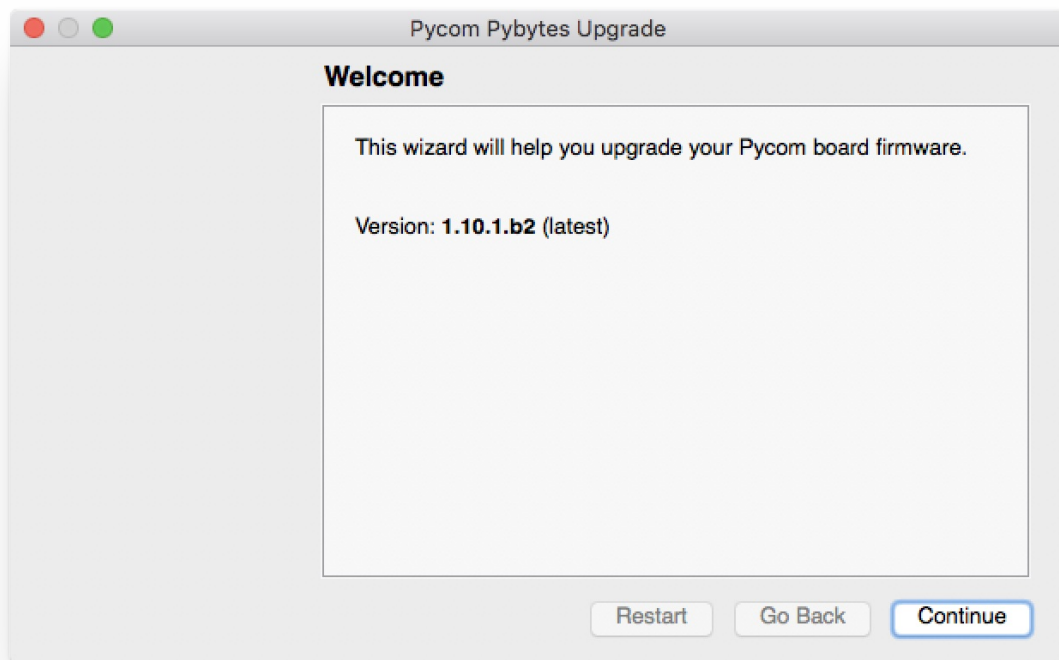 Pycom Pybytes Upgrade
Welcome
This wizard will help you upgrade your Pycom board firmware.
Version: 1.10.1.b2 (latest)
Restart
Go Back
Continue